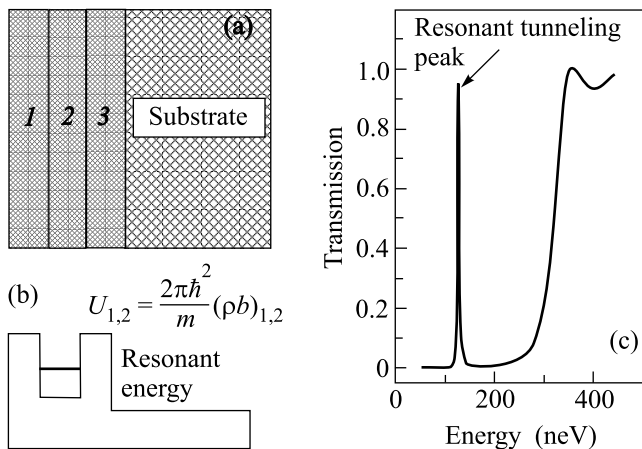 (a)
1 2 3 Substrate
(b)
U1,2 = 2πħ²/m (ρb)1,2
Resonant
energy
Resonant tunneling
peak
1.0
0.8
0.6
0.4
0.2
0
Transmission
(c)
0 200 400
Energy (neV)